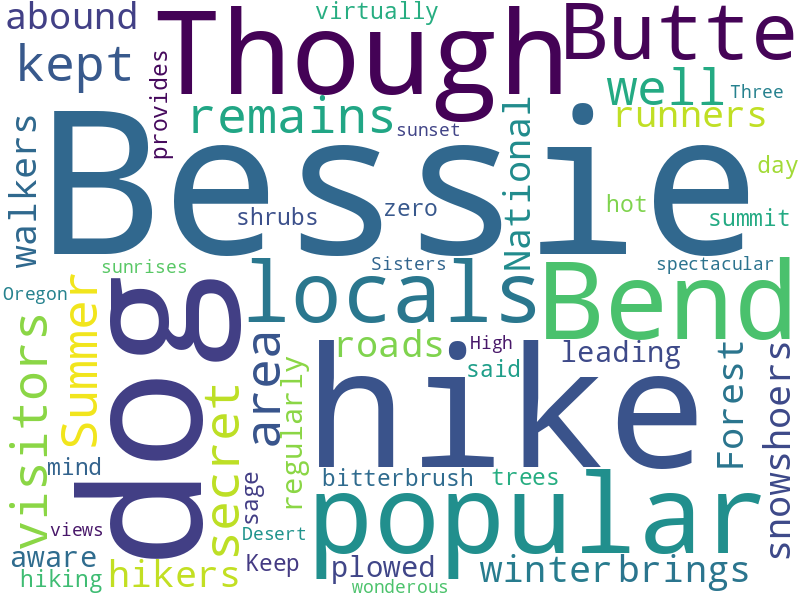 abound
virtually
Though
Butte
kept
provides
well
Three
remains
runners
sunset
walkers
Bessie
National
day
shrubs
zero
hot
summit
sunrises
Sisters
spectacular
Oregon
Summer
dog
locals
Bend
visitors
area
roads
High
leading
said
hike
Forest
snowshoers
regularly
secret
mind
sage
bitterbrush
trees
popular
views
Desert
aware
Keep
plowed
winter
brings
hiking
hikers
wonderous